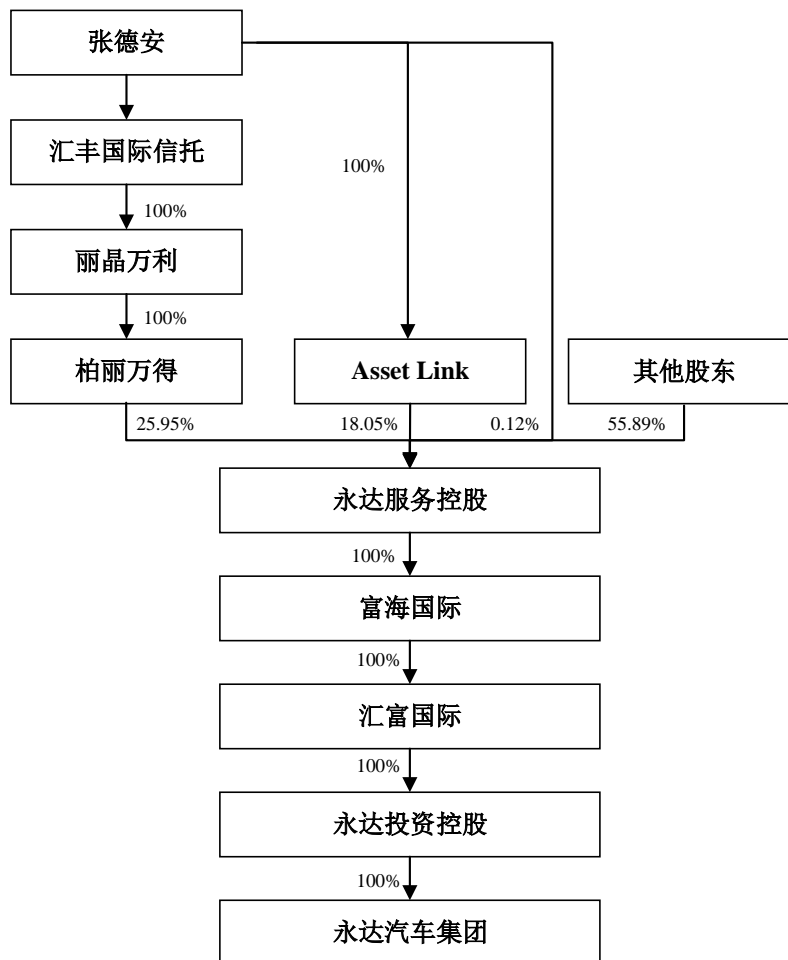 张德安
汇丰国际信托
100%
100%
丽晶万利
100%
柏丽万得
Asset Link
其他股东
25.95%
18.05%
0.12%
55.89%
永达服务控股
100%
富海国际
100%
汇富国际
100%
永达投资控股
100%
永达汽车集团